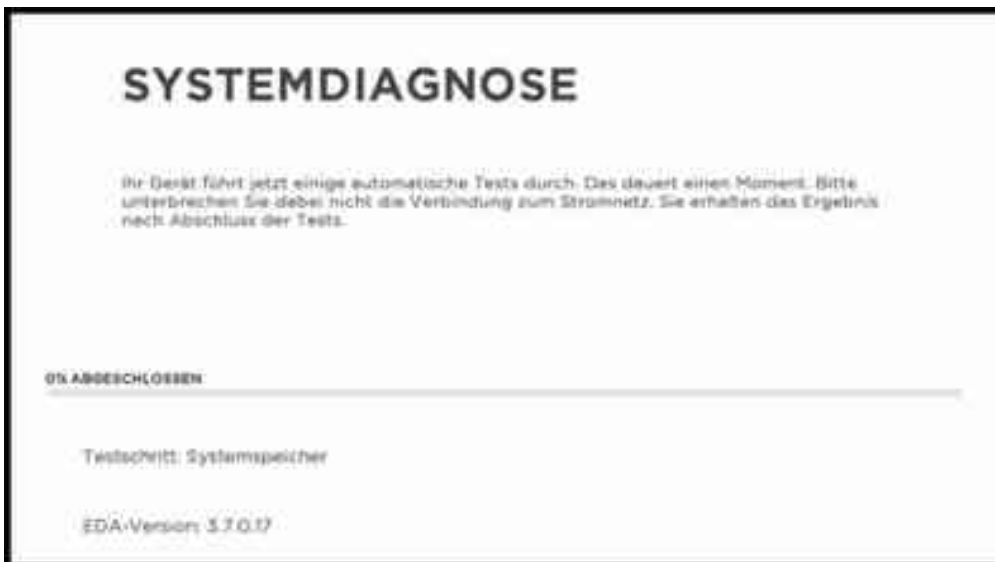 SYSTEMDIAGNOSE
Ihr Gerät führt jetzt einige automatische Tests durch. Das dauert einen Moment. Bitte
unterbrechen Sie dabei nicht die Verbindung zum Stromnetz. Sie erhalten das Ergebnis
nach Abschluss der Tests.
0% ABGESCHLOSSEN
Testschritt: Systemspeicher
EDA-Version: 3.7.0.17